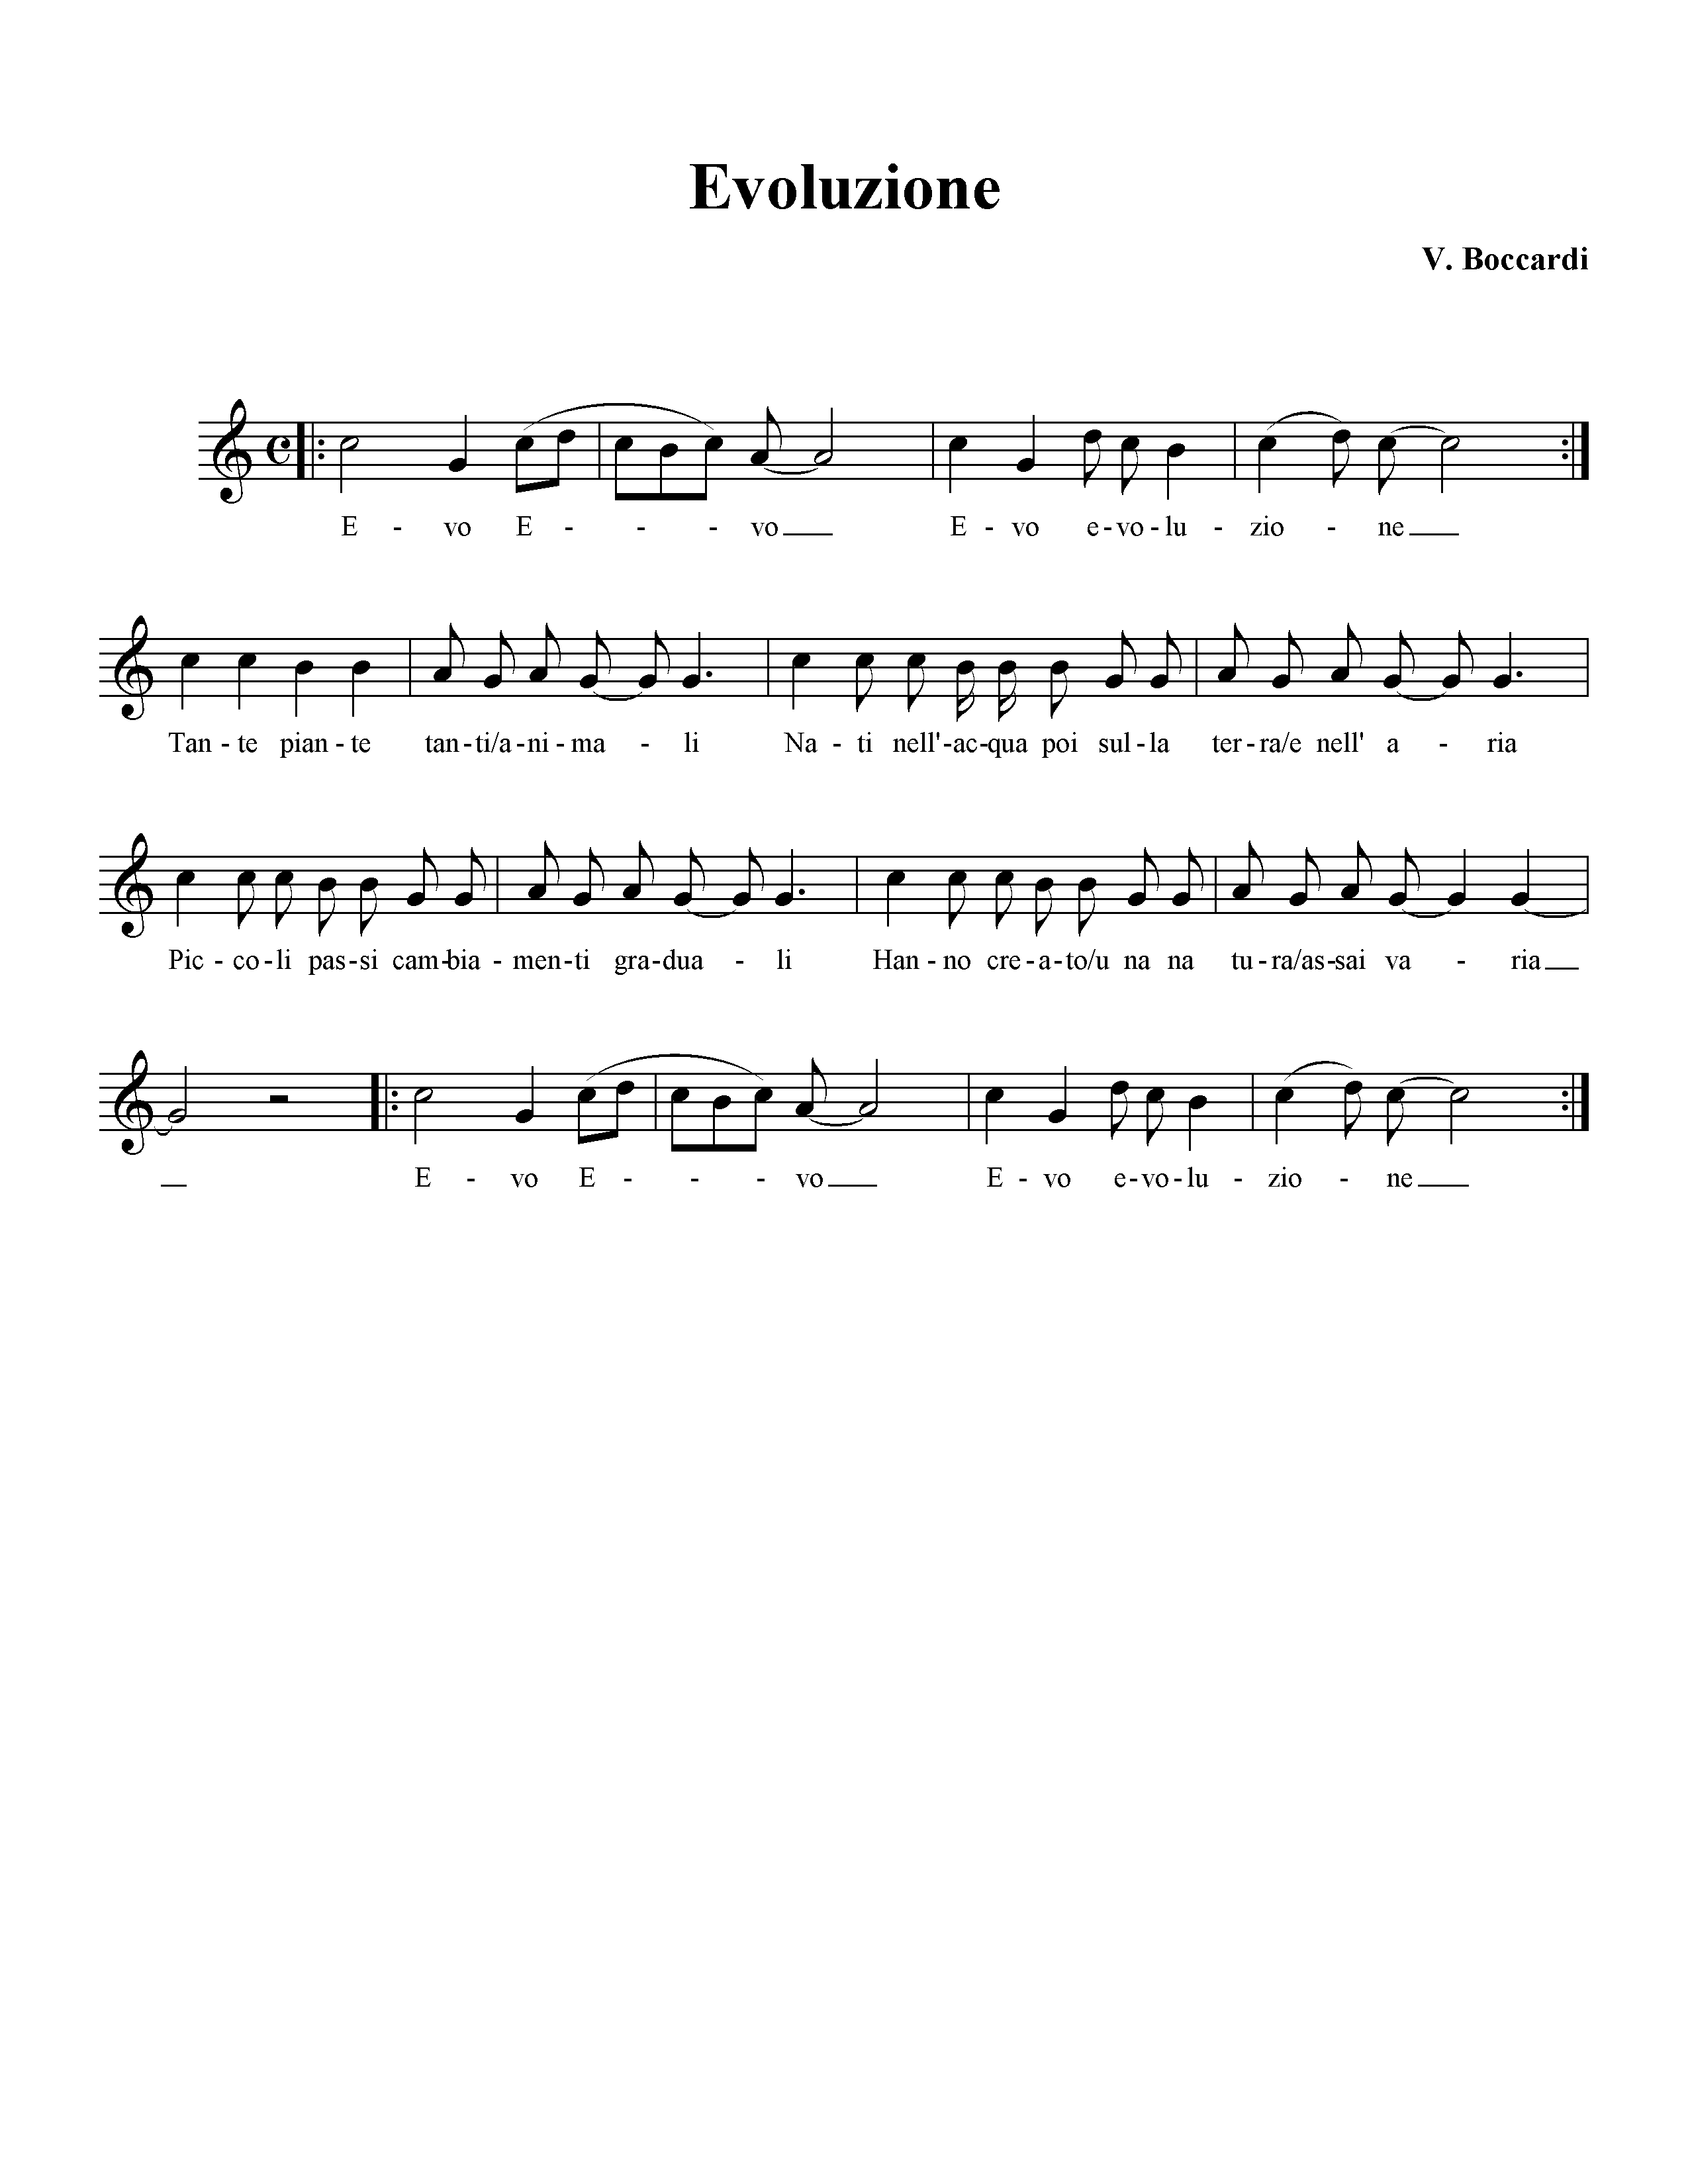 Evoluzione
V. Boccardi
E - vo E - - - vo E - vo e - vo - lu - zio - ne
Tan - te pian - te tan - ti/a - ni - ma - li Na - ti nell' - ac - qua poi sul - la ter - ra/e nell' a - ria
Pic - co - li pas - si cam - bia - men - ti gra - dua - li Han - no cre - a - to/u na na tu - ra/as - sai va - ria
E - vo E - - - vo E - vo e - vo - lu - zio - ne